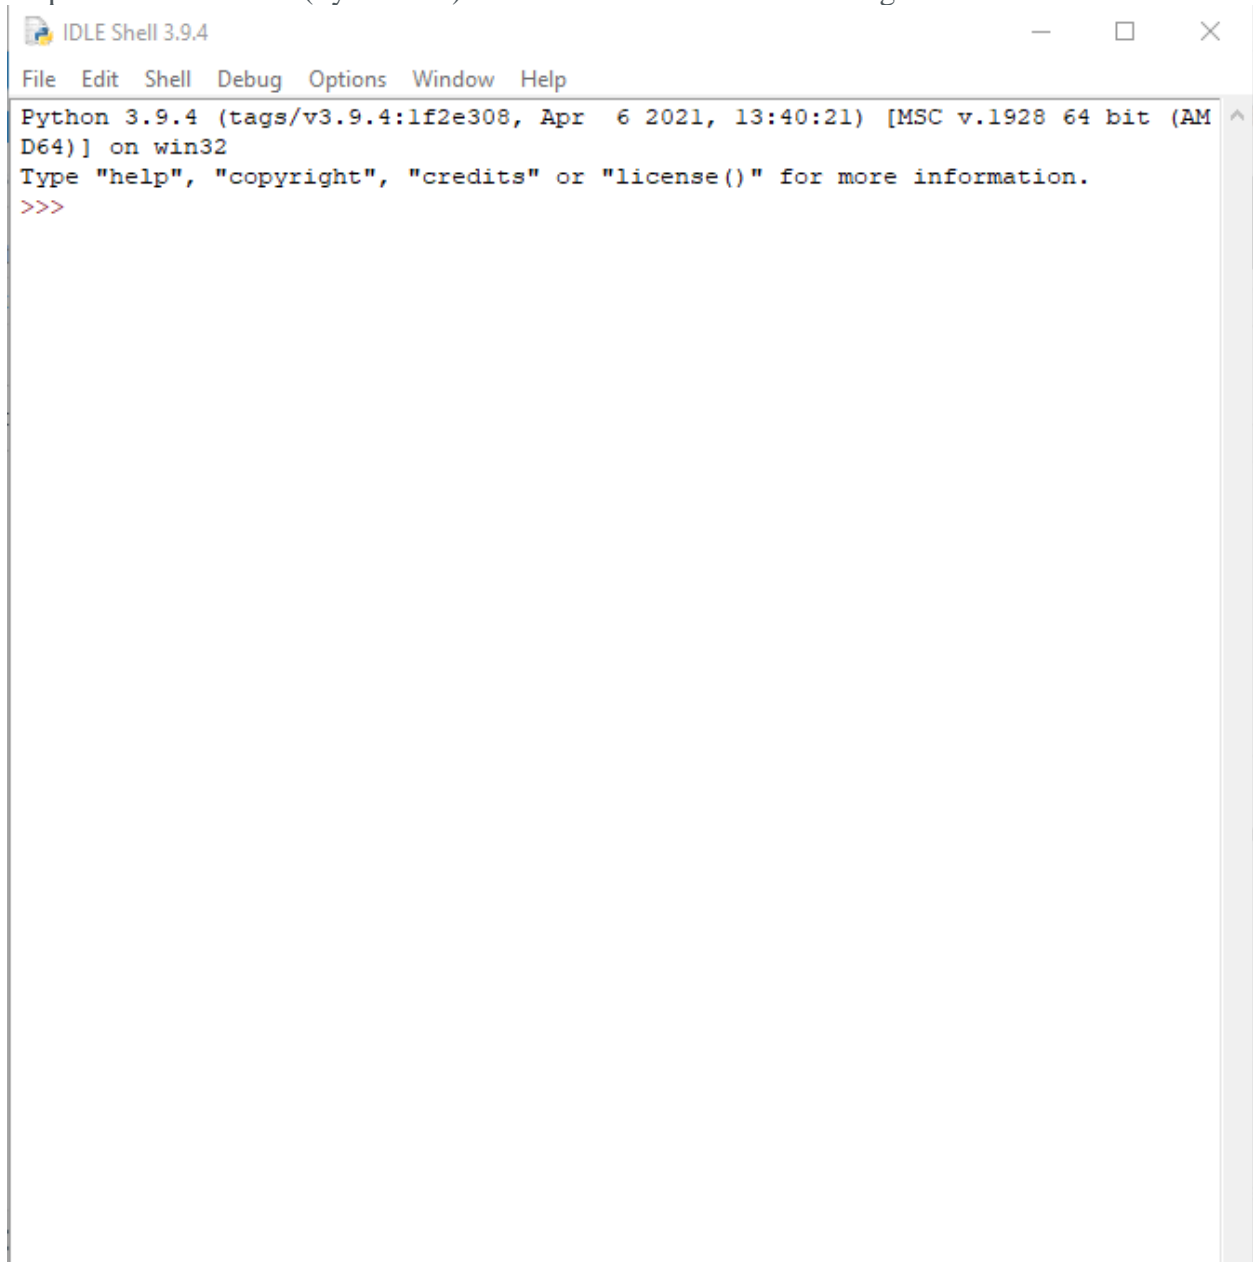 IDLE Shell 3.9.4
File Edit Shell Debug Options Window Help
Python 3.9.4 (tags/v3.9.4:1f2e308, Apr  6 2021, 13:40:21) [MSC v.1928 64 bit (AM
D64)] on win32
Type "help", "copyright", "credits" or "license()" for more information.
>>>